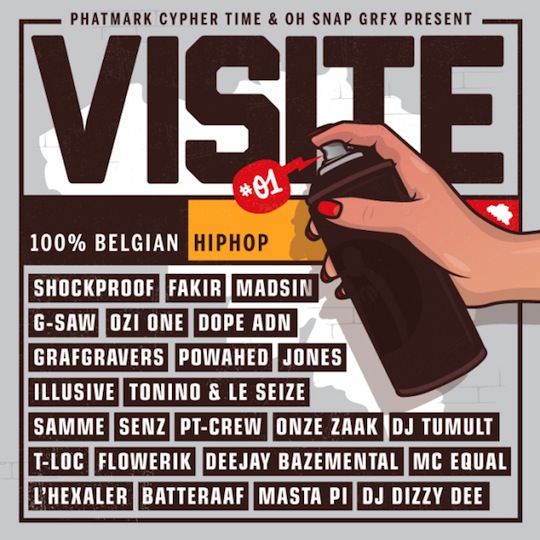 PHATMARK CYPHER TIME & OH SNAP GRFX PRESENT
VISITE
#01
100% BELGIAN HIPHOP
SHOCKPROOF FAKIR MADSIN
G-SAW OZI ONE DOPE ADN
GRAFGRAVERS POWAHED JONES
ILLUSIVE TONINO & LE SEIZE
SAMME SENZ PT-CREW ONZE ZAAK DJ TUMULT
T-LOC FLOWERIK DEEJAY BAZEMENTAL MC EQUAL
L'HEXALER BATTERAAF MASTA PI DJ DIZZY DEE